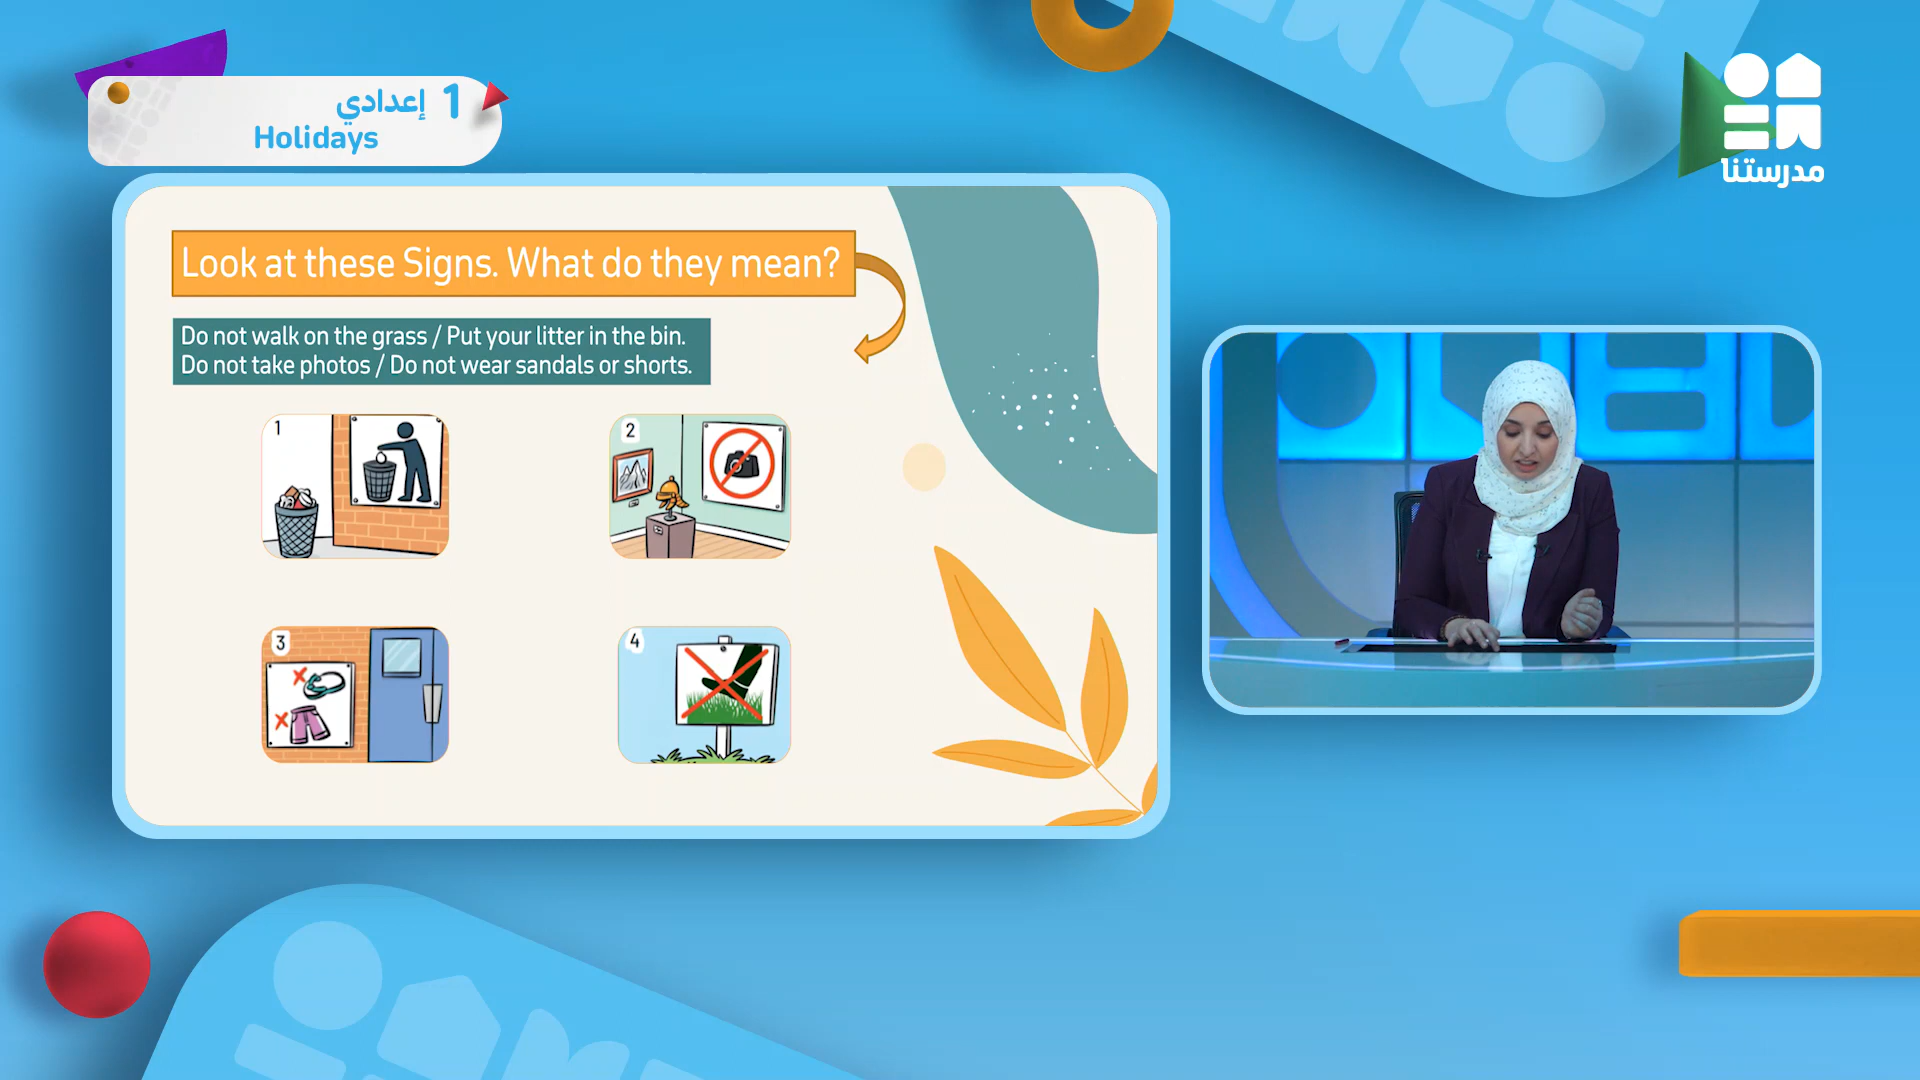 1 إعدادي
Holidays
مدرستنا
Look at these Signs. What do they mean?
Do not walk on the grass / Put your litter in the bin.
Do not take photos / Do not wear sandals or shorts.
1
2
3
4